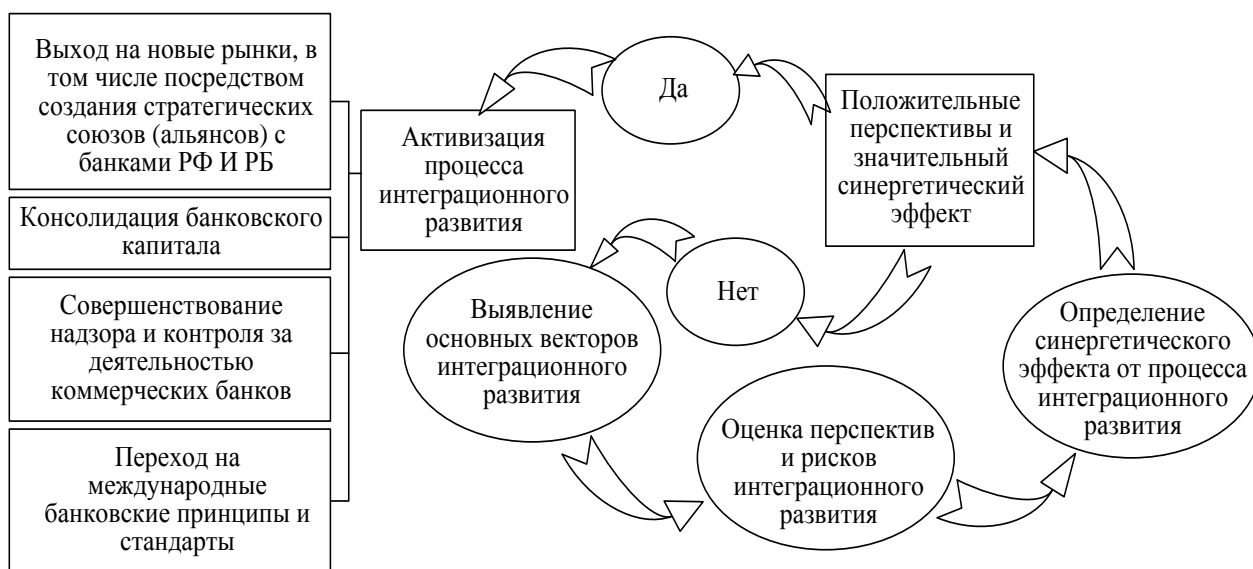 Выход на новые рынки, в
том числе посредством
создания стратегических
союзов (альянсов) с
банками РФ И РБ
Консолидация банковского
капитала
Совершенствование
надзора и контроля за
деятельностью
коммерческих банков
Переход на
международные
банковские принципы и
стандарты
Активизация
процесса
интеграционного
развития
Да
Положительные
перспективы и
значительный
синергетический
эффект
Нет
Выявление
основных векторов
интеграционного
развития
Оценка перспектив
и рисков
интеграционного
развития
Определение
синергетического
эффекта от процесса
интеграционного
развития